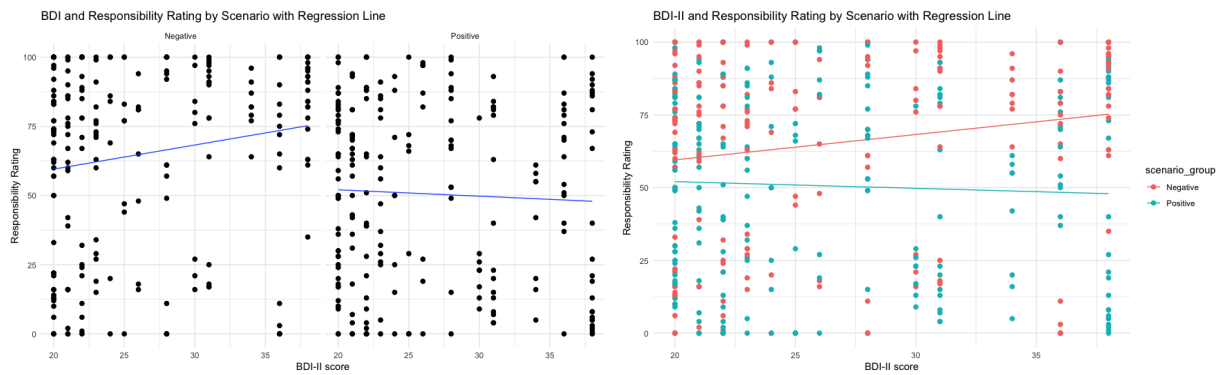 BDI and Responsibility Rating by Scenario with Regression Line
Negative
Positive
100
75
50
25
0
Responsibility Rating
20 25 30 35 20 25 30 35
BDI-II score
BDI-II and Responsibility Rating by Scenario with Regression Line
100
75
50
25
0
Responsibility Rating
20 25 30 35
BDI-II score
scenario_group
Negative
Positive